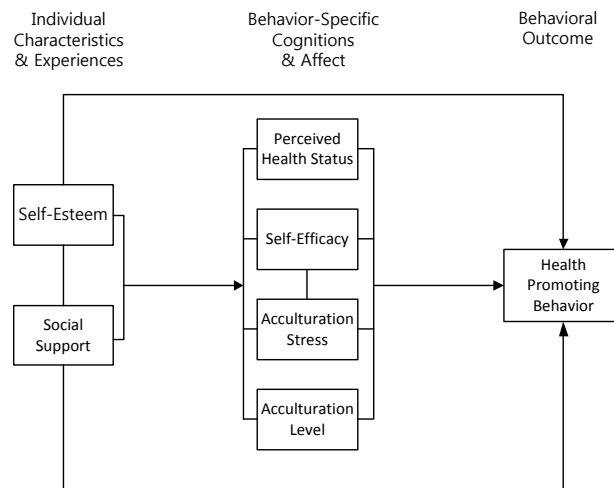 Individual
Characteristics
& Experiences
Behavior-Specific
Cognitions
& Affect
Behavioral
Outcome
Perceived
Health Status
Self-Esteem
Self-Efficacy
Health
Promoting
Behavior
Social
Support
Acculturation
Stress
Acculturation
Level